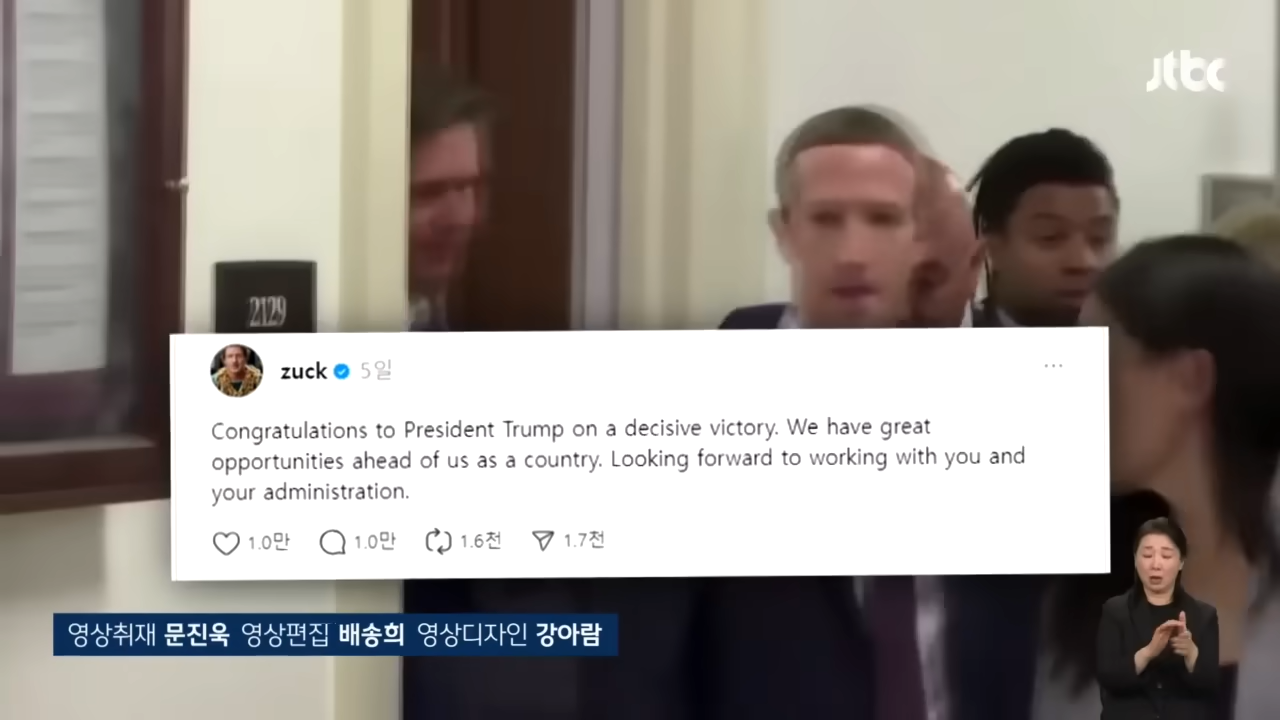 jtbc
2129
zuck 5일
Congratulations to President Trump on a decisive victory. We have great
opportunities ahead of us as a country. Looking forward to working with you and
your administration.
1.0만 1.0만 1.6천 1.7천
영상취재 문진욱 영상편집 배송희 영상디자인 강아람